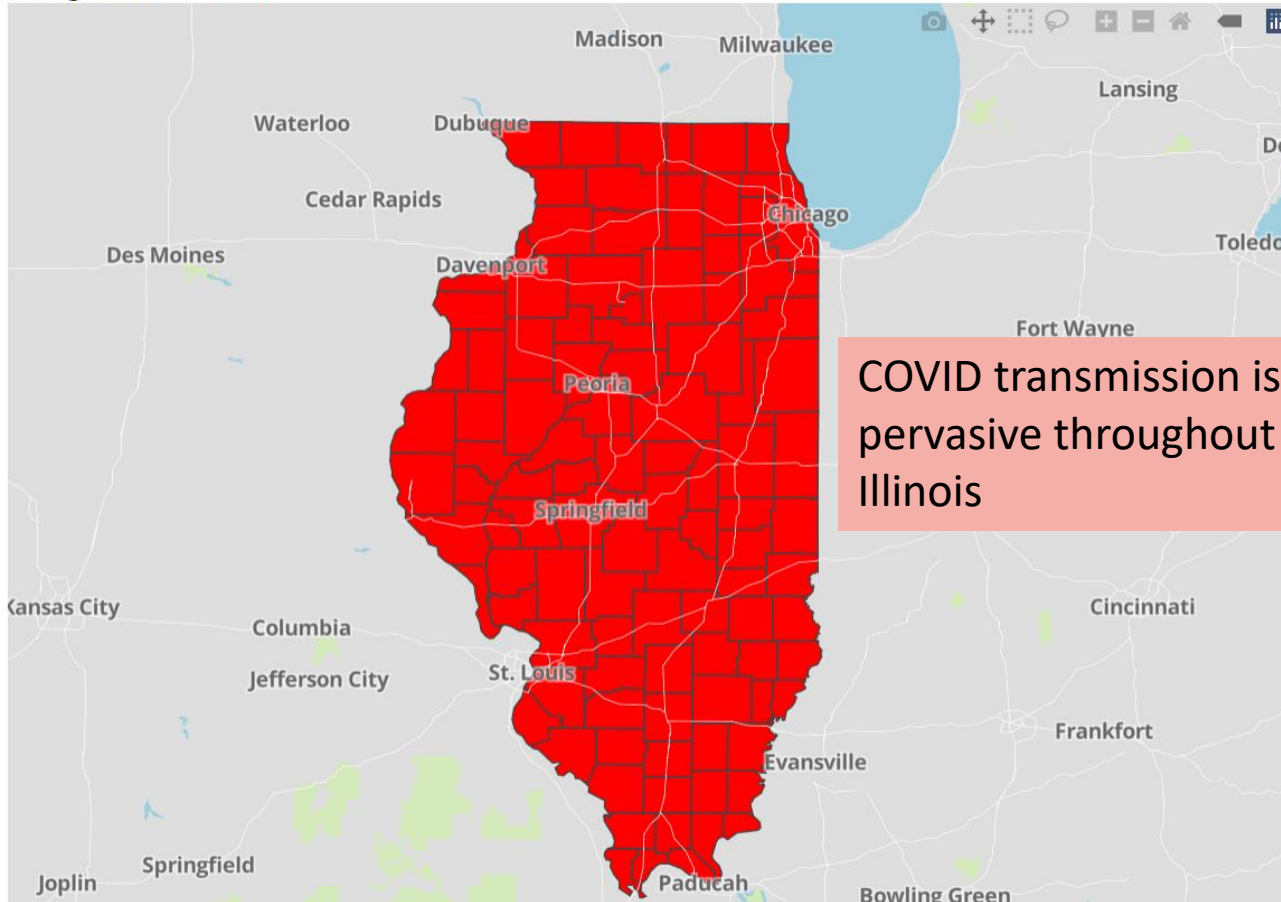 Madison
Milwaukee
Lansing
Waterloo
Dubuque
Cedar Rapids
Chicago
Des Moines
Davenport
Toledo
Fort Wayne
Peoria
COVID transmission is
pervasive throughout
Illinois
Springfield
Kansas City
Cincinnati
Columbia
Jefferson City
St. Louis
Frankfort
Evansville
Springfield
Joplin
Paducah
Bowling Green